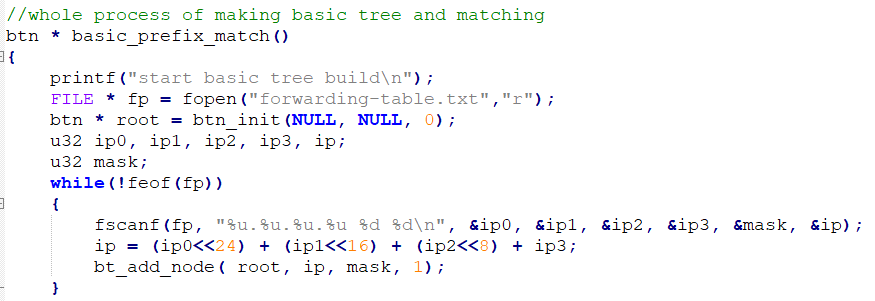 //whole process of making basic tree and matching
btn * basic_prefix_match()
{
    printf("start basic tree build\n");
    FILE * fp = fopen("forwarding-table.txt","r");
    btn * root = btn_init(NULL, NULL, 0);
    u32 ip0, ip1, ip2, ip3, ip;
    u32 mask;
    while(!feof(fp))
    {
        fscanf(fp, "%u.%u.%u.%u %d %d\n", &ip0, &ip1, &ip2, &ip3, &mask, &ip);
        ip = (ip0<<24) + (ip1<<16) + (ip2<<8) + ip3;
        bt_add_node( root, ip, mask, 1);
    }